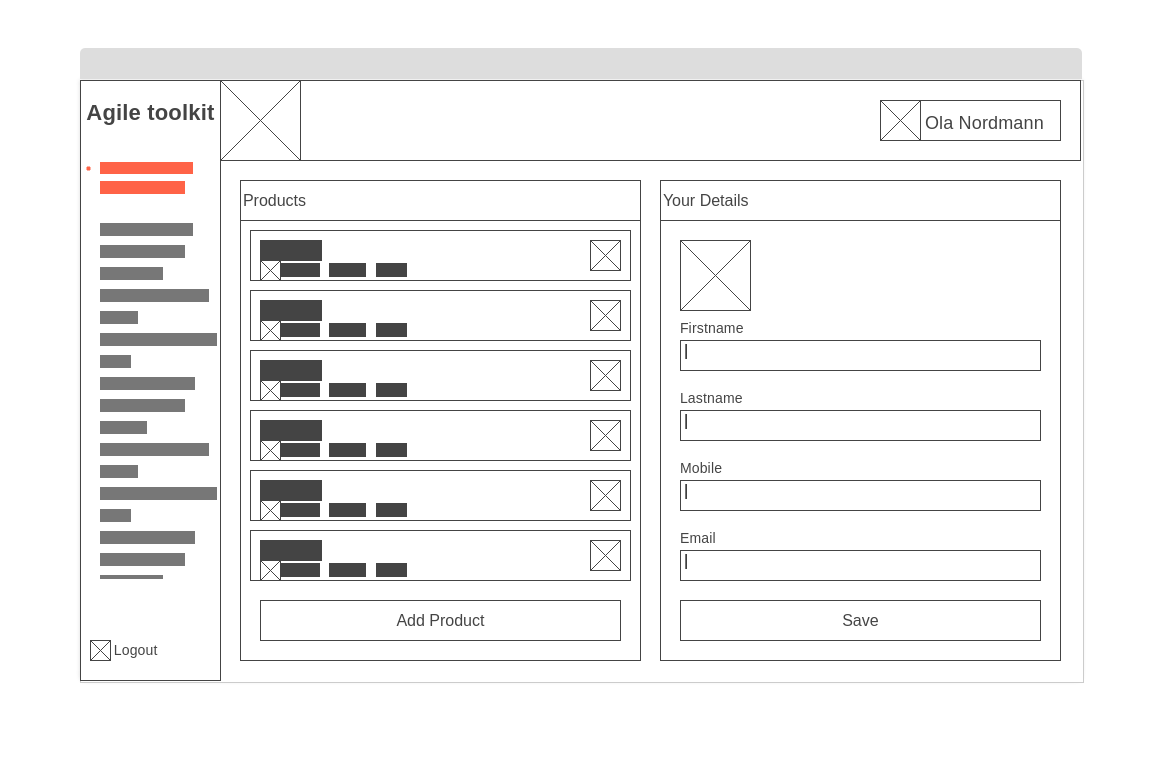 Agile toolkit
Ola Nordmann
Products
Add Product
Your Details
Firstname
Lastname
Mobile
Email
Save
Logout